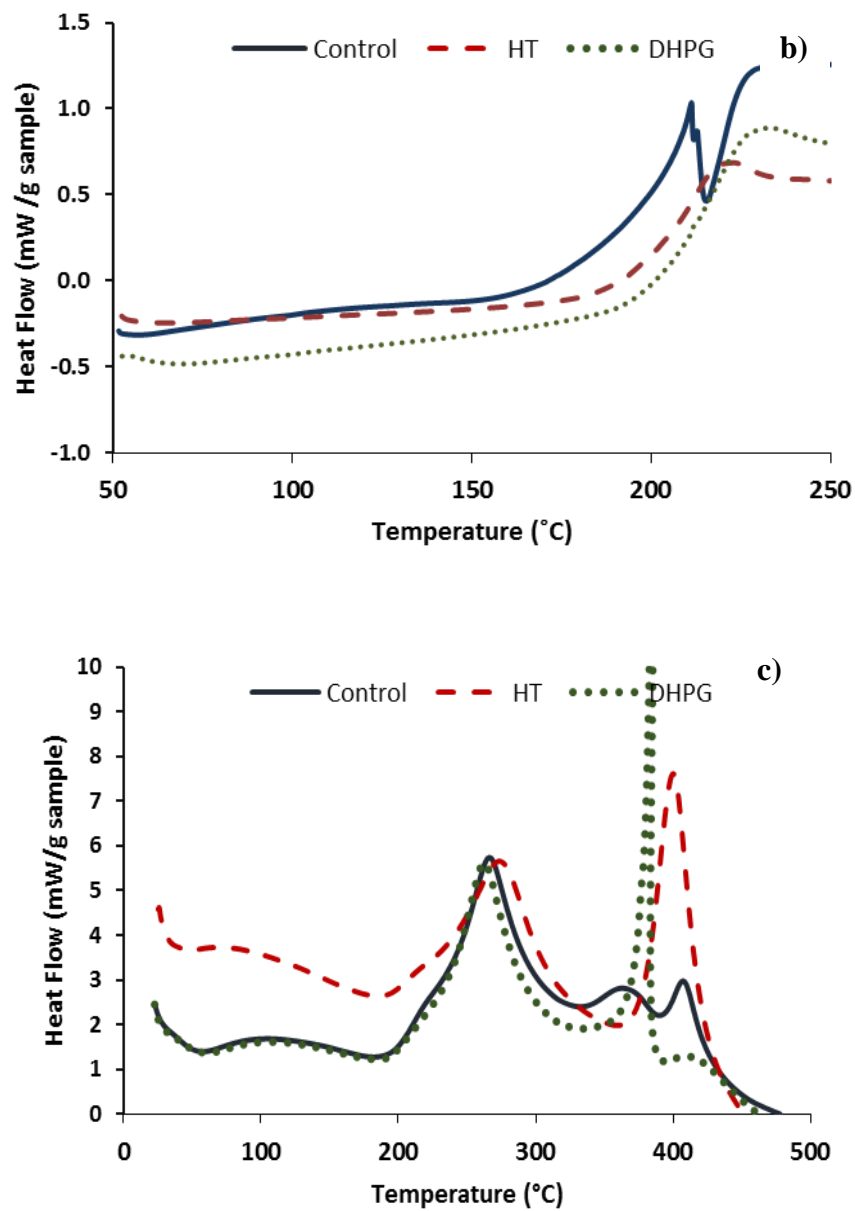 1.5
Control HT DHPG b)
1.0
0.5
0.0
-0.5
-1.0
50 100 150 200 250
Heat Flow (mW /g sample)
Temperature (˚C)
10
Control HT DHPG c)
9
8
7
6
5
4
3
2
1
0
0 100 200 300 400 500
Heat Flow (mW/g sample)
Temperature (°C)